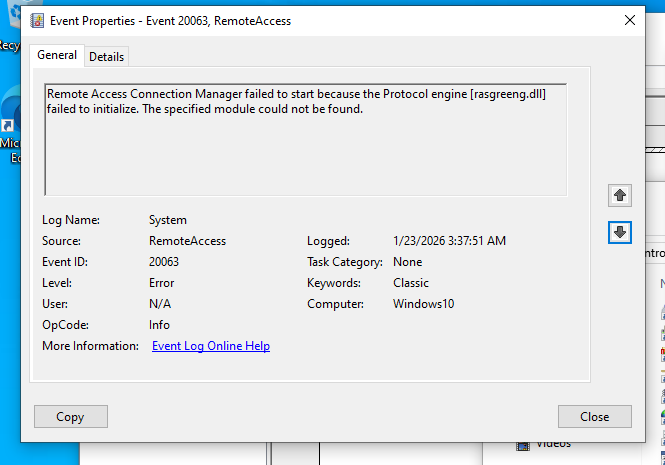 Event Properties - Event 20063, RemoteAccess
General
Details
Remote Access Connection Manager failed to start because the Protocol engine [rasgreeng.dll]
failed to initialize. The specified module could not be found.
Log Name: System
Source: RemoteAccess Logged: 1/23/2026 3:37:51 AM
Event ID: 20063 Task Category: None
Level: Error Keywords: Classic
User: N/A Computer: Windows10
OpCode: Info
More Information: Event Log Online Help
Copy
Close
Videos